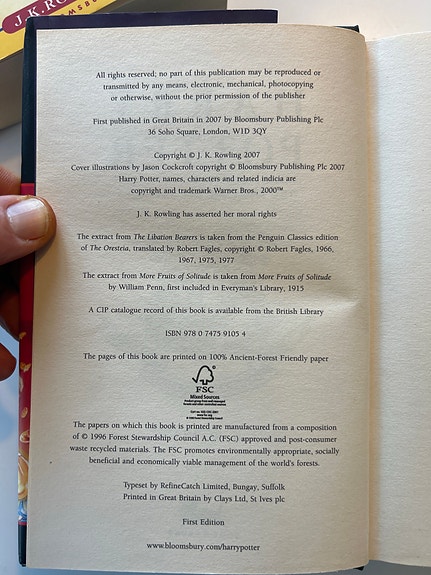 J.K.RO
MSBU
All rights reserved; no part of this publication may be reproduced or
transmitted by any means, electronic, mechanical, photocopying
or otherwise, without the prior permission of the publisher
First published in Great Britain in 2007 by Bloomsbury Publishing Plc
36 Soho Square, London, W1D 3QY
Copyright © J. K. Rowling 2007
Cover illustrations by Jason Cockcroft copyright © Bloomsbury Publishing Plc 2007
Harry Potter, names, characters and related indicia are
copyright and trademark Warner Bros., 2000™
J. K. Rowling has asserted her moral rights
The extract from The Libation Bearers is taken from the Penguin Classics edition
of The Oresteia, translated by Robert Fagles, copyright © Robert Fagles, 1966,
1967, 1975, 1977
The extract from More Fruits of Solitude is taken from More Fruits of Solitude
by William Penn, first included in Everyman's Library, 1915
A CIP catalogue record of this book is available from the British Library
ISBN 978 0 7475 9105 4
The pages of this book are printed on 100% Ancient-Forest Friendly paper
FSC
Mixed Sources
The papers on which this book is printed are manufactured from a composition
of © 1996 Forest Stewardship Council A.C. (FSC) approved and post-consumer
waste recycled materials. The FSC promotes environmentally appropriate, socially
beneficial and economically viable management of the world's forests.
Typeset by RefineCatch Limited, Bungay, Suffolk
Printed in Great Britain by Clays Ltd, St Ives plc
First Edition
www.bloomsbury.com/harrypotter